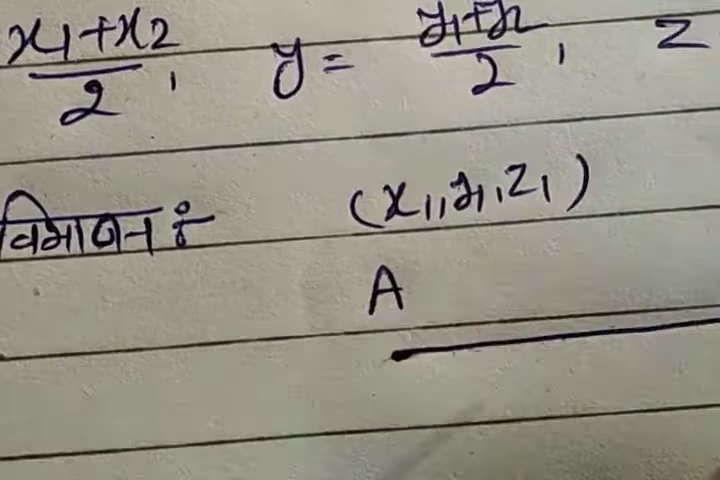 x₁+x₂/2, y = y₁+y₂/2, z
विभाजन :-
(x₁, y₁, z₁)
A